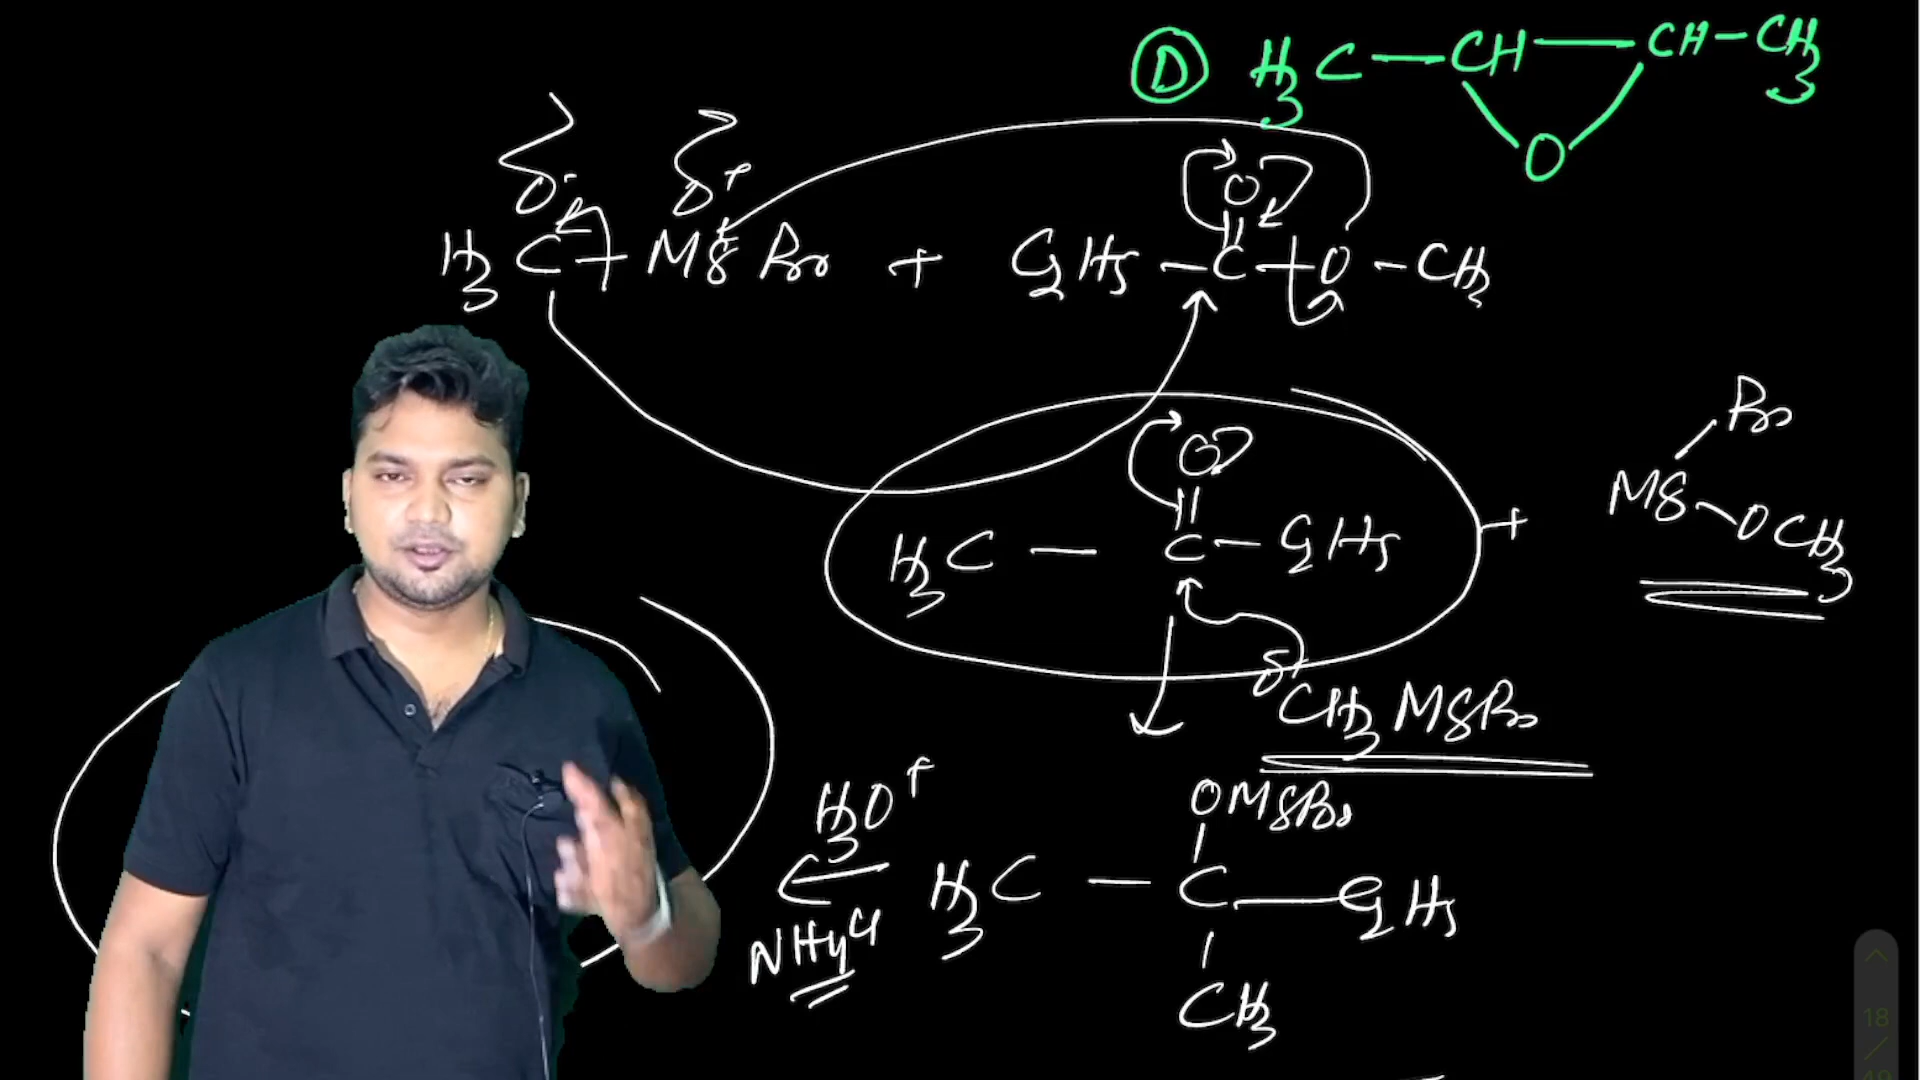 D H3C — CH — CH – CH3
O
δ- δ+
O
H3C – MgBr + C2H5 – C – O – CH3
Br
O
Mg – OCH3
H3C — C – C2H5 +
δ-
CH3MgBr
H3O+
OMgBr
H3C — C — C2H5
NH4Cl
CH3
18
/